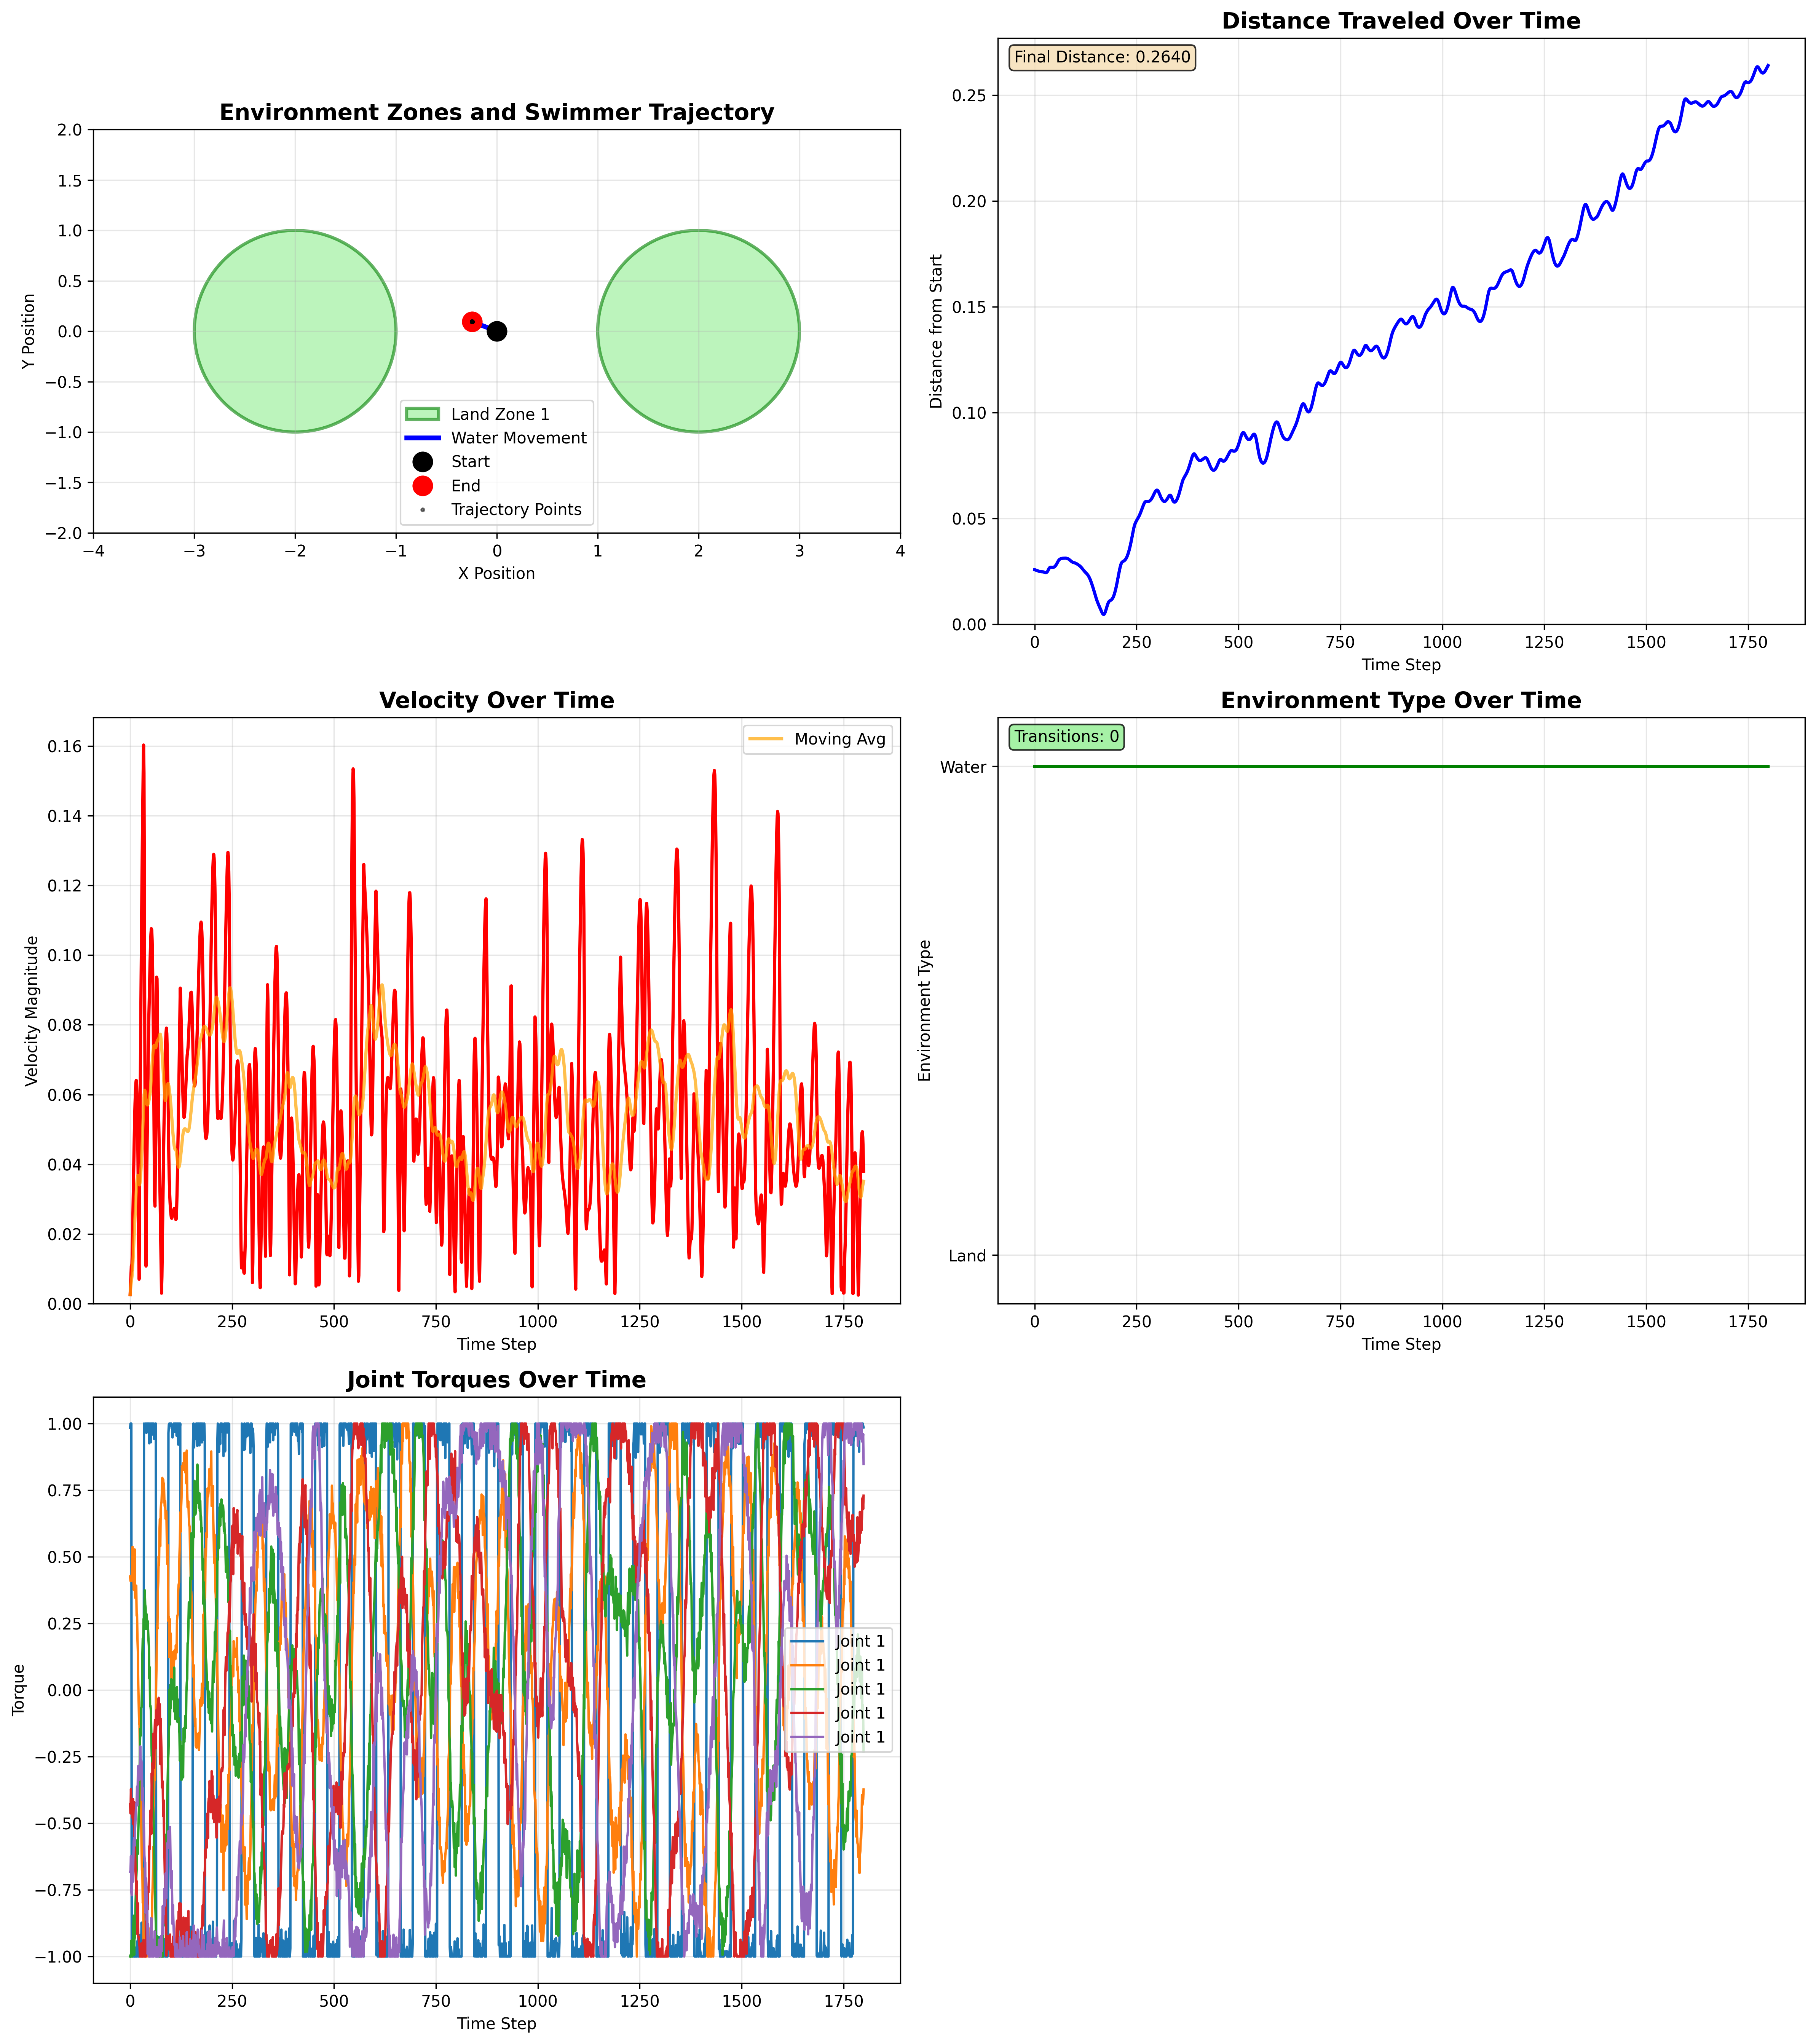 Environment Zones and Swimmer Trajectory
2.0
1.5
1.0
0.5
0.0
−0.5
−1.0
−1.5
−2.0
Y Position
−4
−3
−2
−1
0
1
2
3
4
X Position
Land Zone 1
Water Movement
Start
End
Trajectory Points
Distance Traveled Over Time
Final Distance: 0.2640
0.25
0.20
0.15
0.10
0.05
0.00
Distance from Start
0
250
500
750
1000
1250
1500
1750
Time Step
Velocity Over Time
Moving Avg
0.16
0.14
0.12
0.10
0.08
0.06
0.04
0.02
0.00
Velocity Magnitude
0
250
500
750
1000
1250
1500
1750
Time Step
Environment Type Over Time
Transitions: 0
Water
Land
Environment Type
0
250
500
750
1000
1250
1500
1750
Time Step
Joint Torques Over Time
1.00
0.75
0.50
0.25
0.00
−0.25
−0.50
−0.75
−1.00
Torque
Joint 1
Joint 1
Joint 1
Joint 1
Joint 1
0
250
500
750
1000
1250
1500
1750
Time Step